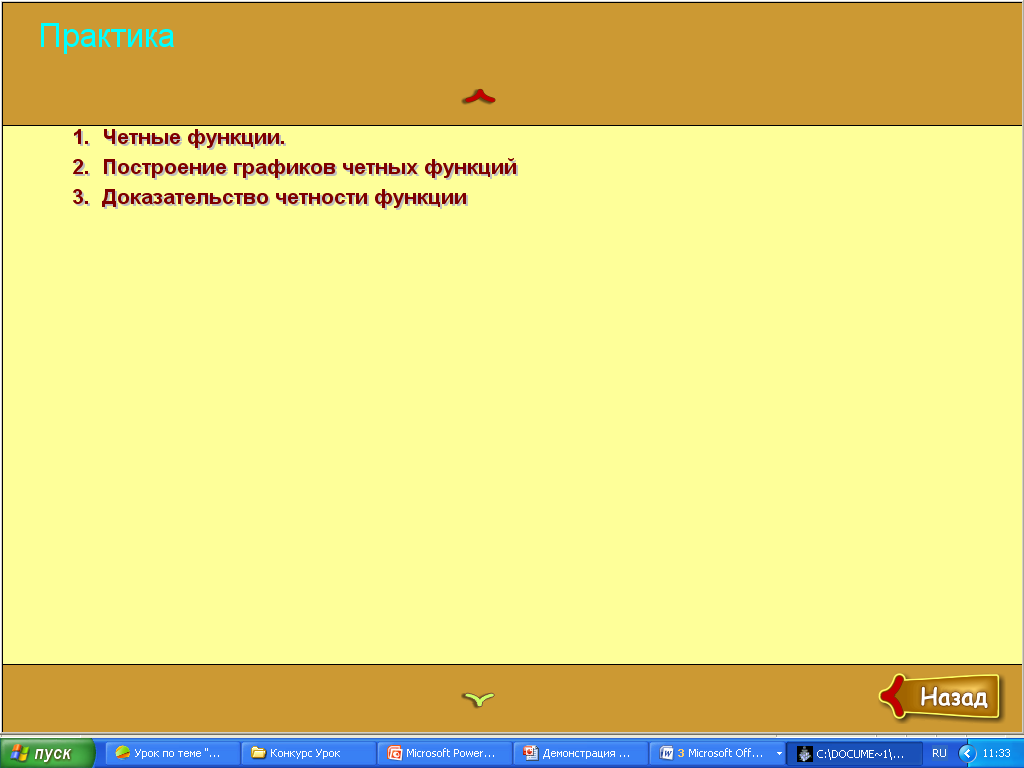 Практика
1. Четные функции.
2. Построение графиков четных функций
3. Доказательство четности функции
Назад
пуск
Урок по теме "...
Конкурс Урок
Microsoft Power...
Демонстрация ...
3 Microsoft Off...
C:\DOCUME~1\...
RU
11:33